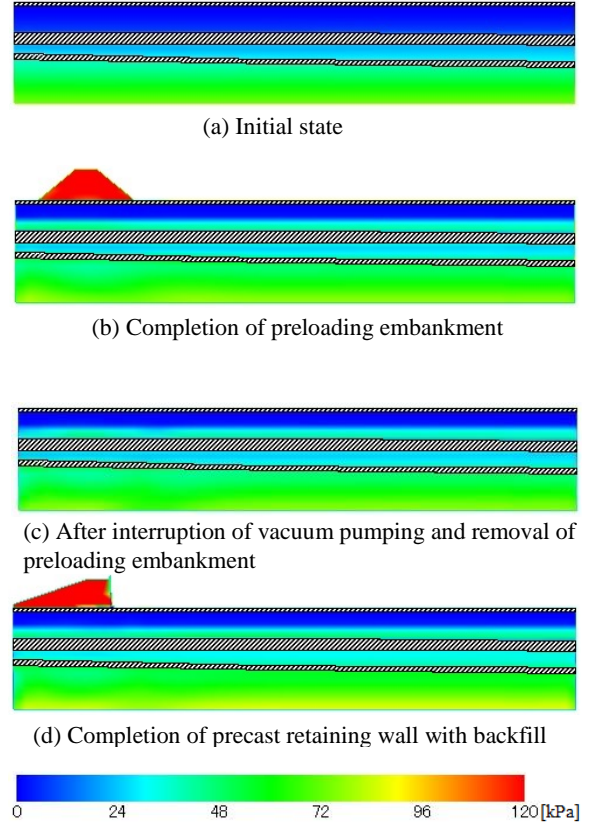 (a) Initial state
(b) Completion of preloading embankment
(c) After interruption of vacuum pumping and removal of
preloading embankment
(d) Completion of precast retaining wall with backfill
0 24 48 72 96 120[kPa]